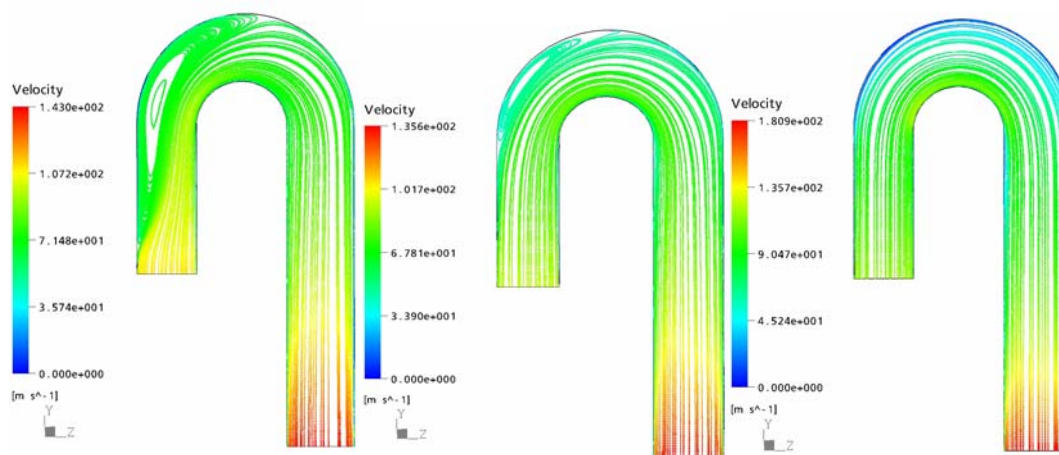 Velocity
1.430e+002
1.072e+002
7.148e+001
3.574e+001
0.000e+000
[m s^-1]
Y
Z
Velocity
1.356e+002
1.017e+002
6.781e+001
3.390e+001
0.000e+000
[m s^-1]
Y
Z
Velocity
1.809e+002
1.357e+002
9.047e+001
4.524e+001
0.000e+000
[m s^-1]
Y
Z